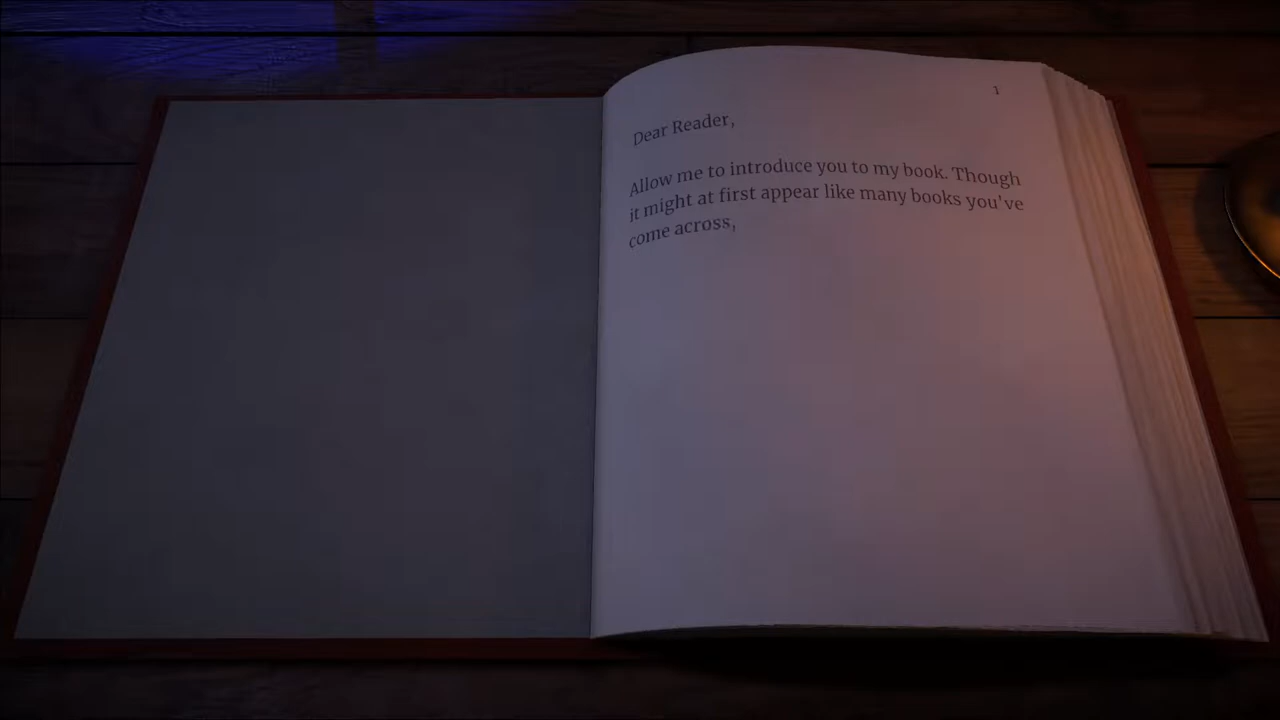 1
Dear Reader,
Allow me to introduce you to my book. Though
it might at first appear like many books you've
come across,